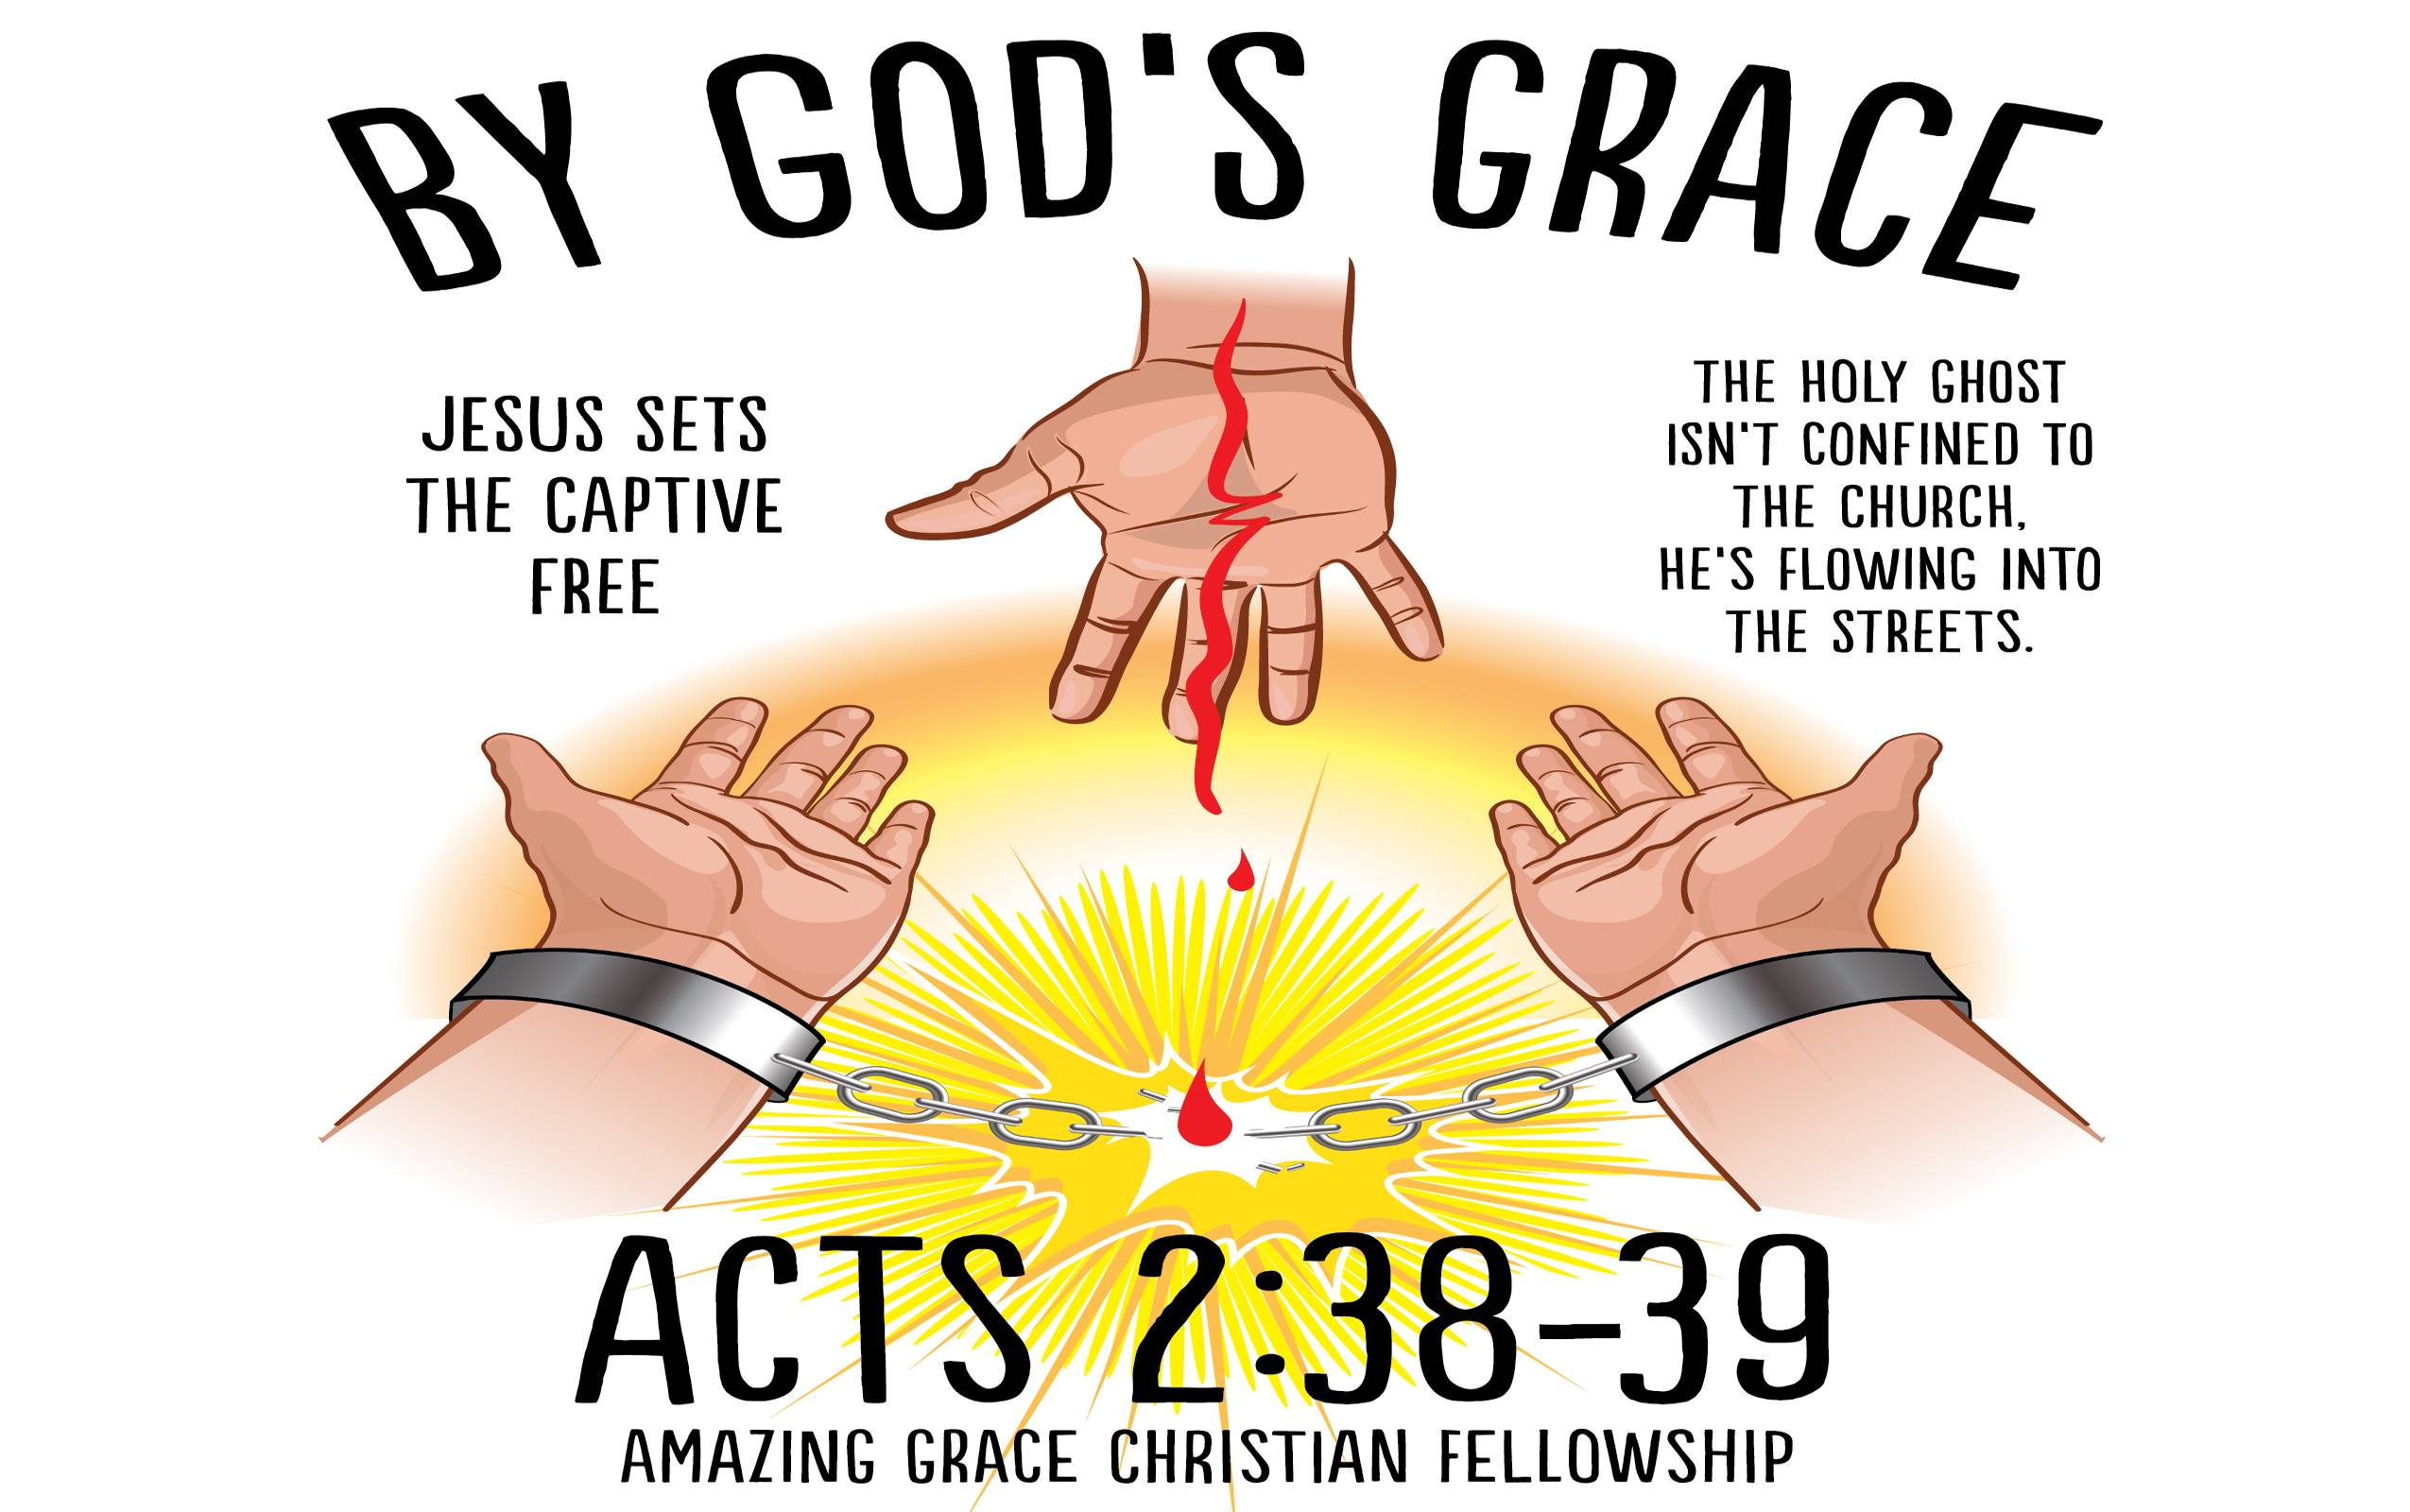 BY GOD'S GRACE
JESUS SETS
THE CAPTIVE
FREE
THE HOLY GHOST
ISN'T CONFINED TO
THE CHURCH,
HE'S FLOWING INTO
THE STREETS.
ACTS 2:38-39
AMAZING GRACE CHRISTIAN FELLOWSHIP